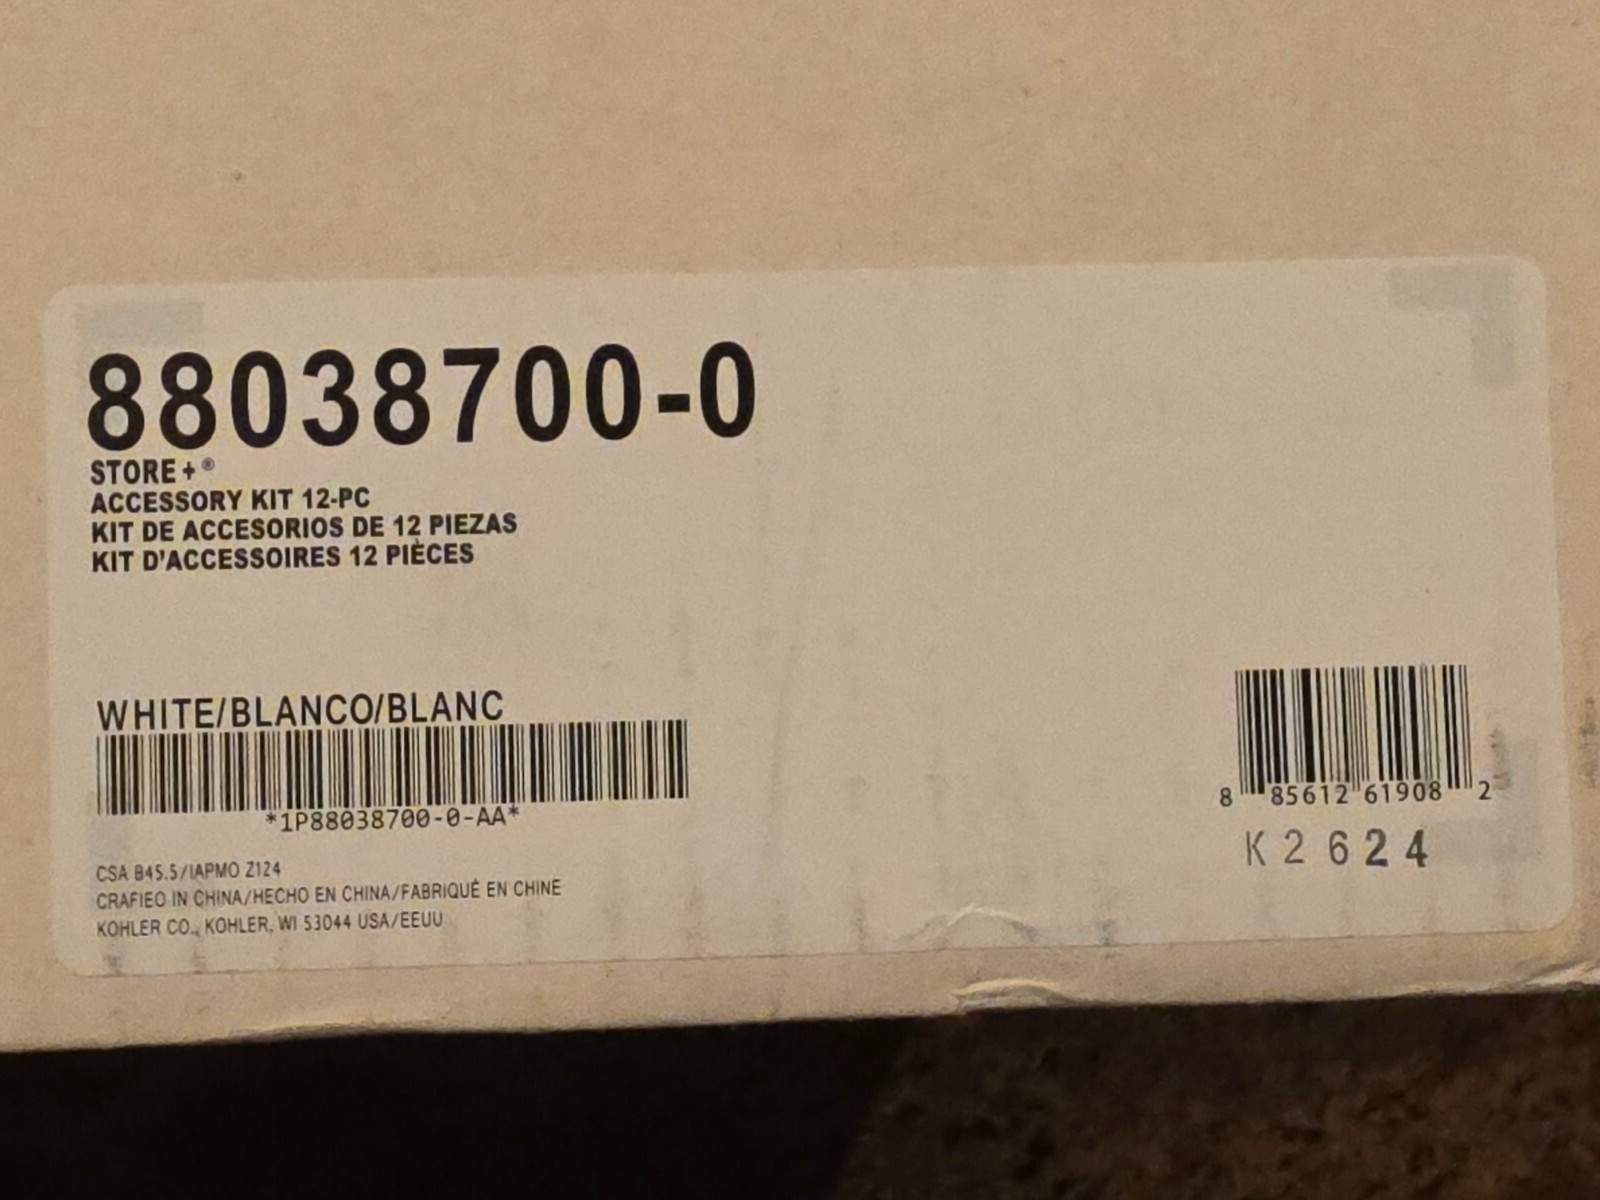 88038700-0
STORE+®
ACCESSORY KIT 12-PC
KIT DE ACCESORIOS DE 12 PIEZAS
KIT D'ACCESSOIRES 12 PIÈCES
WHITE/BLANCO/BLANC
*1P88038700-0-AA*
8 85612 61908 2
K2624
CSA B45.5/IAPMO Z124
CRAFIEO IN CHINA/HECHO EN CHINA/FABRIQUÉ EN CHINE
KOHLER CO., KOHLER, WI 53044 USA/EEUU